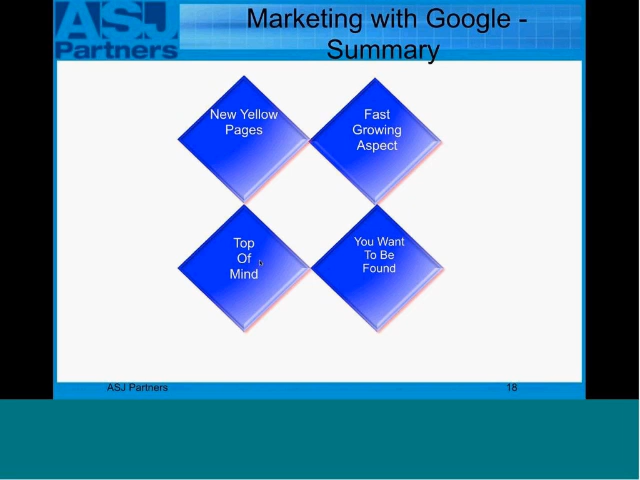 ASJ
Partners
Marketing with Google -
Summary
New Yellow
Pages
Fast
Growing
Aspect
Top
Of
Mind
You Want
To Be
Found
ASJ Partners
18